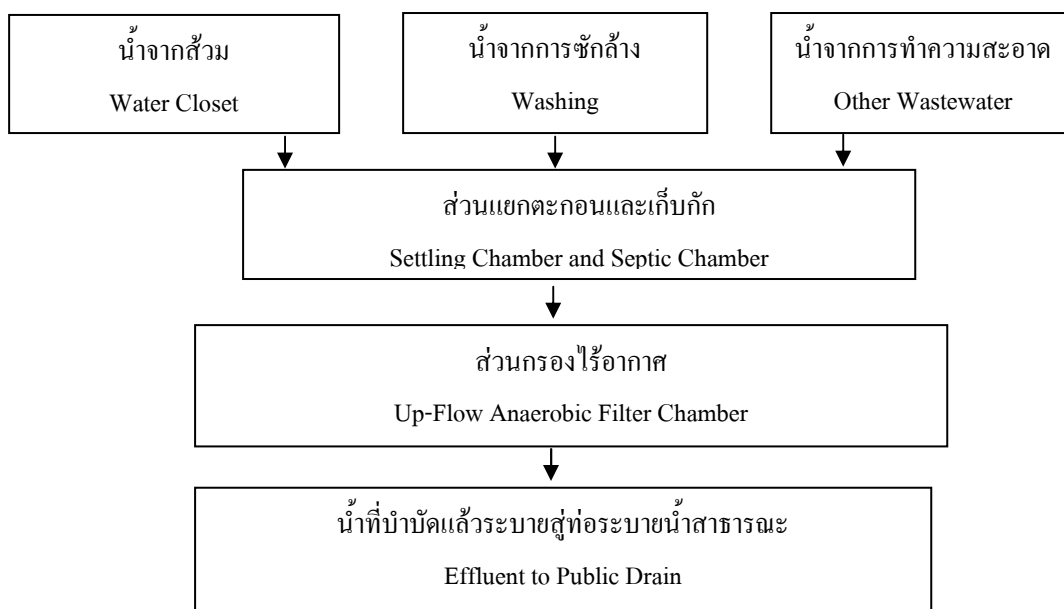 น้ำจากส้วม
Water Closet
น้ำจากการซักล้าง
Washing
น้ำจากการทำความสะอาด
Other Wastewater
ส่วนแยกตะกอนและเก็บกัก
Settling Chamber and Septic Chamber
ส่วนกรองไร้อากาศ
Up-Flow Anaerobic Filter Chamber
น้ำที่บำบัดแล้วระบายสู่ท่อระบายน้ำสาธารณะ
Effluent to Public Drain